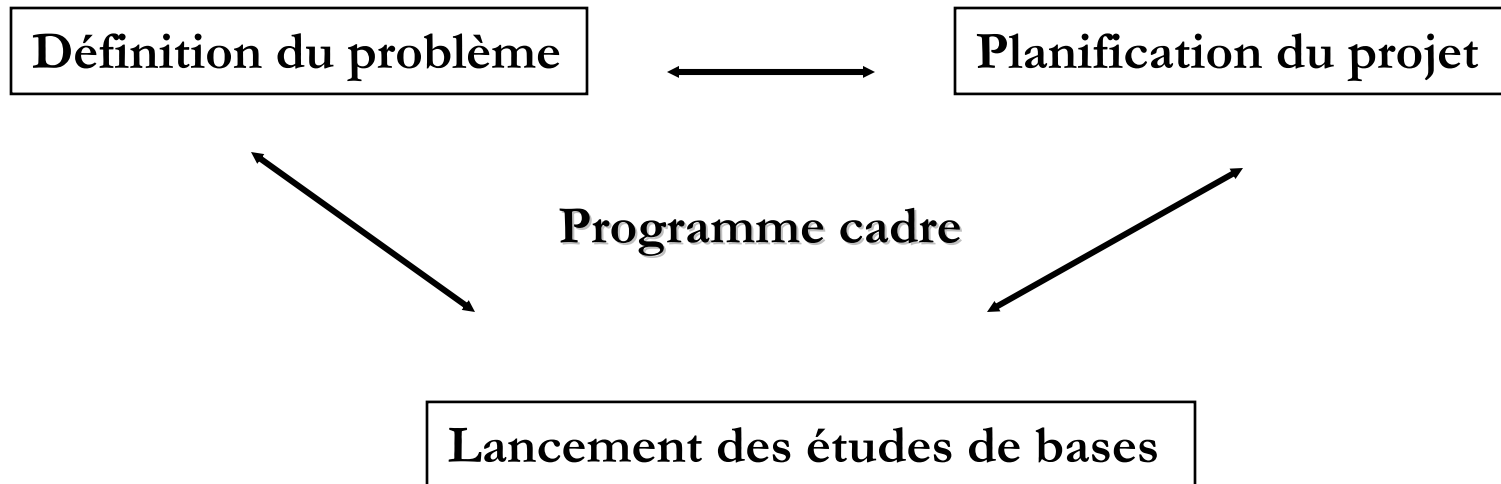 Définition du problème
Planification du projet
Programme cadre
Lancement des études de bases